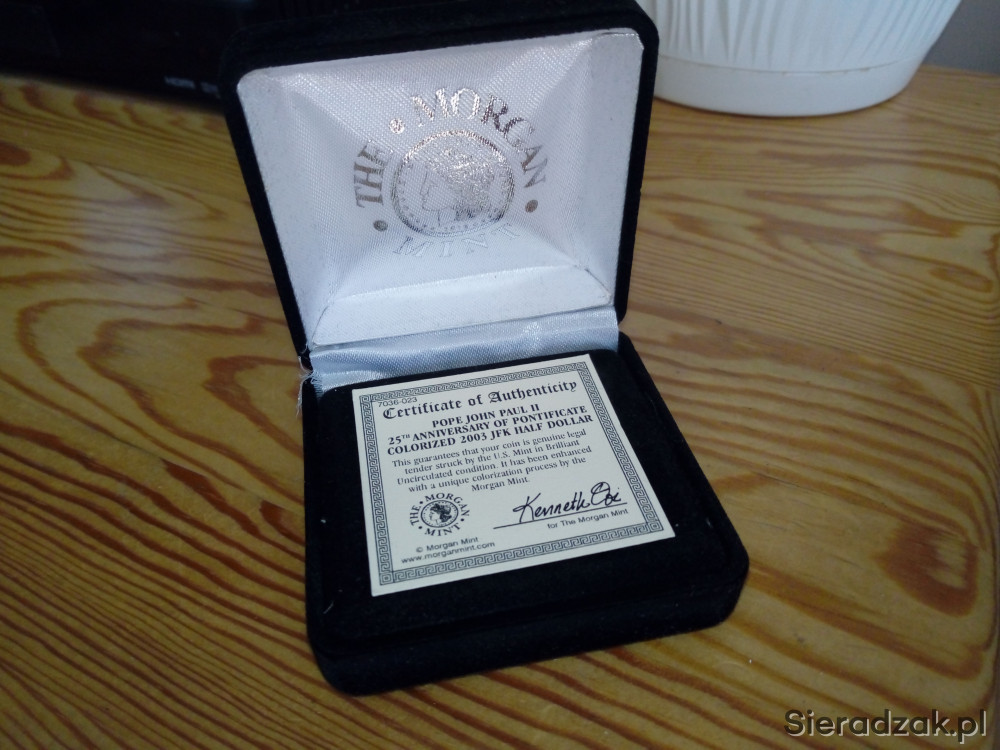 THE MORGAN
MINT
7036-023
Certificate of Authenticity
POPE JOHN PAUL II
25TH ANNIVERSARY OF PONTIFICATE
COLORIZED 2003 JFK HALF DOLLAR
This guarantees that your coin is genuine legal
tender struck by the U.S. Mint in Brilliant
Uncirculated condition. It has been enhanced
with a unique colorization process by the
Morgan Mint.
THE MORGAN
MINT
Kenneth
for The Morgan Mint
© Morgan Mint
www.morganmint.com
Sieradzak.pl